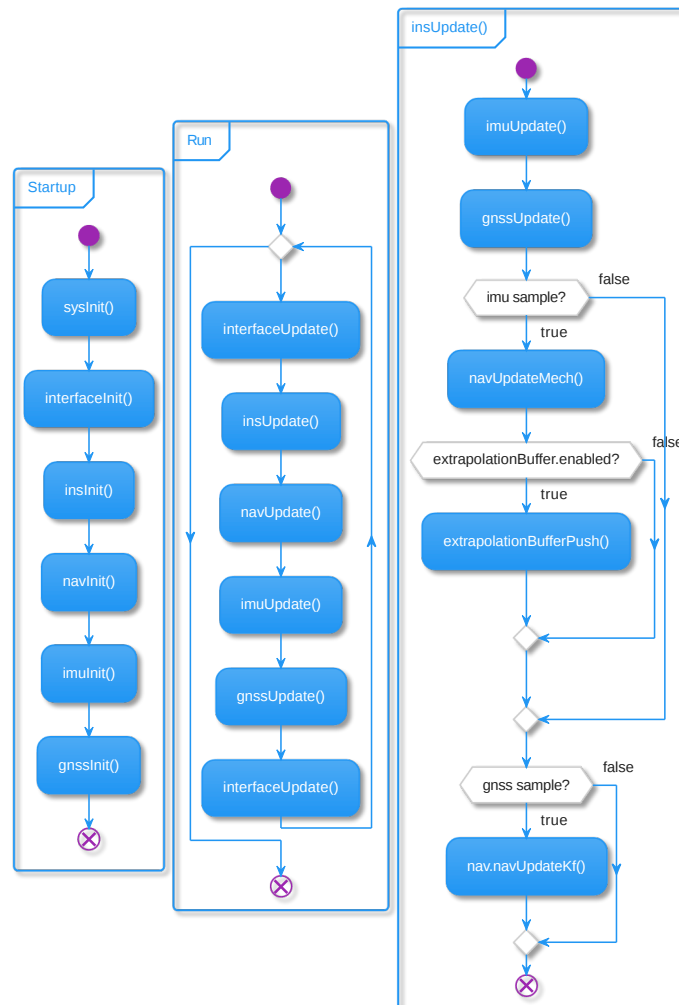 Startup
sysInit()
interfaceInit()
insInit()
navInit()
imuInit()
gnssInit()
Run
interfaceUpdate()
insUpdate()
navUpdate()
imuUpdate()
gnssUpdate()
interfaceUpdate()
insUpdate()
imuUpdate()
gnssUpdate()
imu sample?
false
true
navUpdateMech()
extrapolationBuffer.enabled?
false
true
extrapolationBufferPush()
gnss sample?
false
true
nav.navUpdateKf()